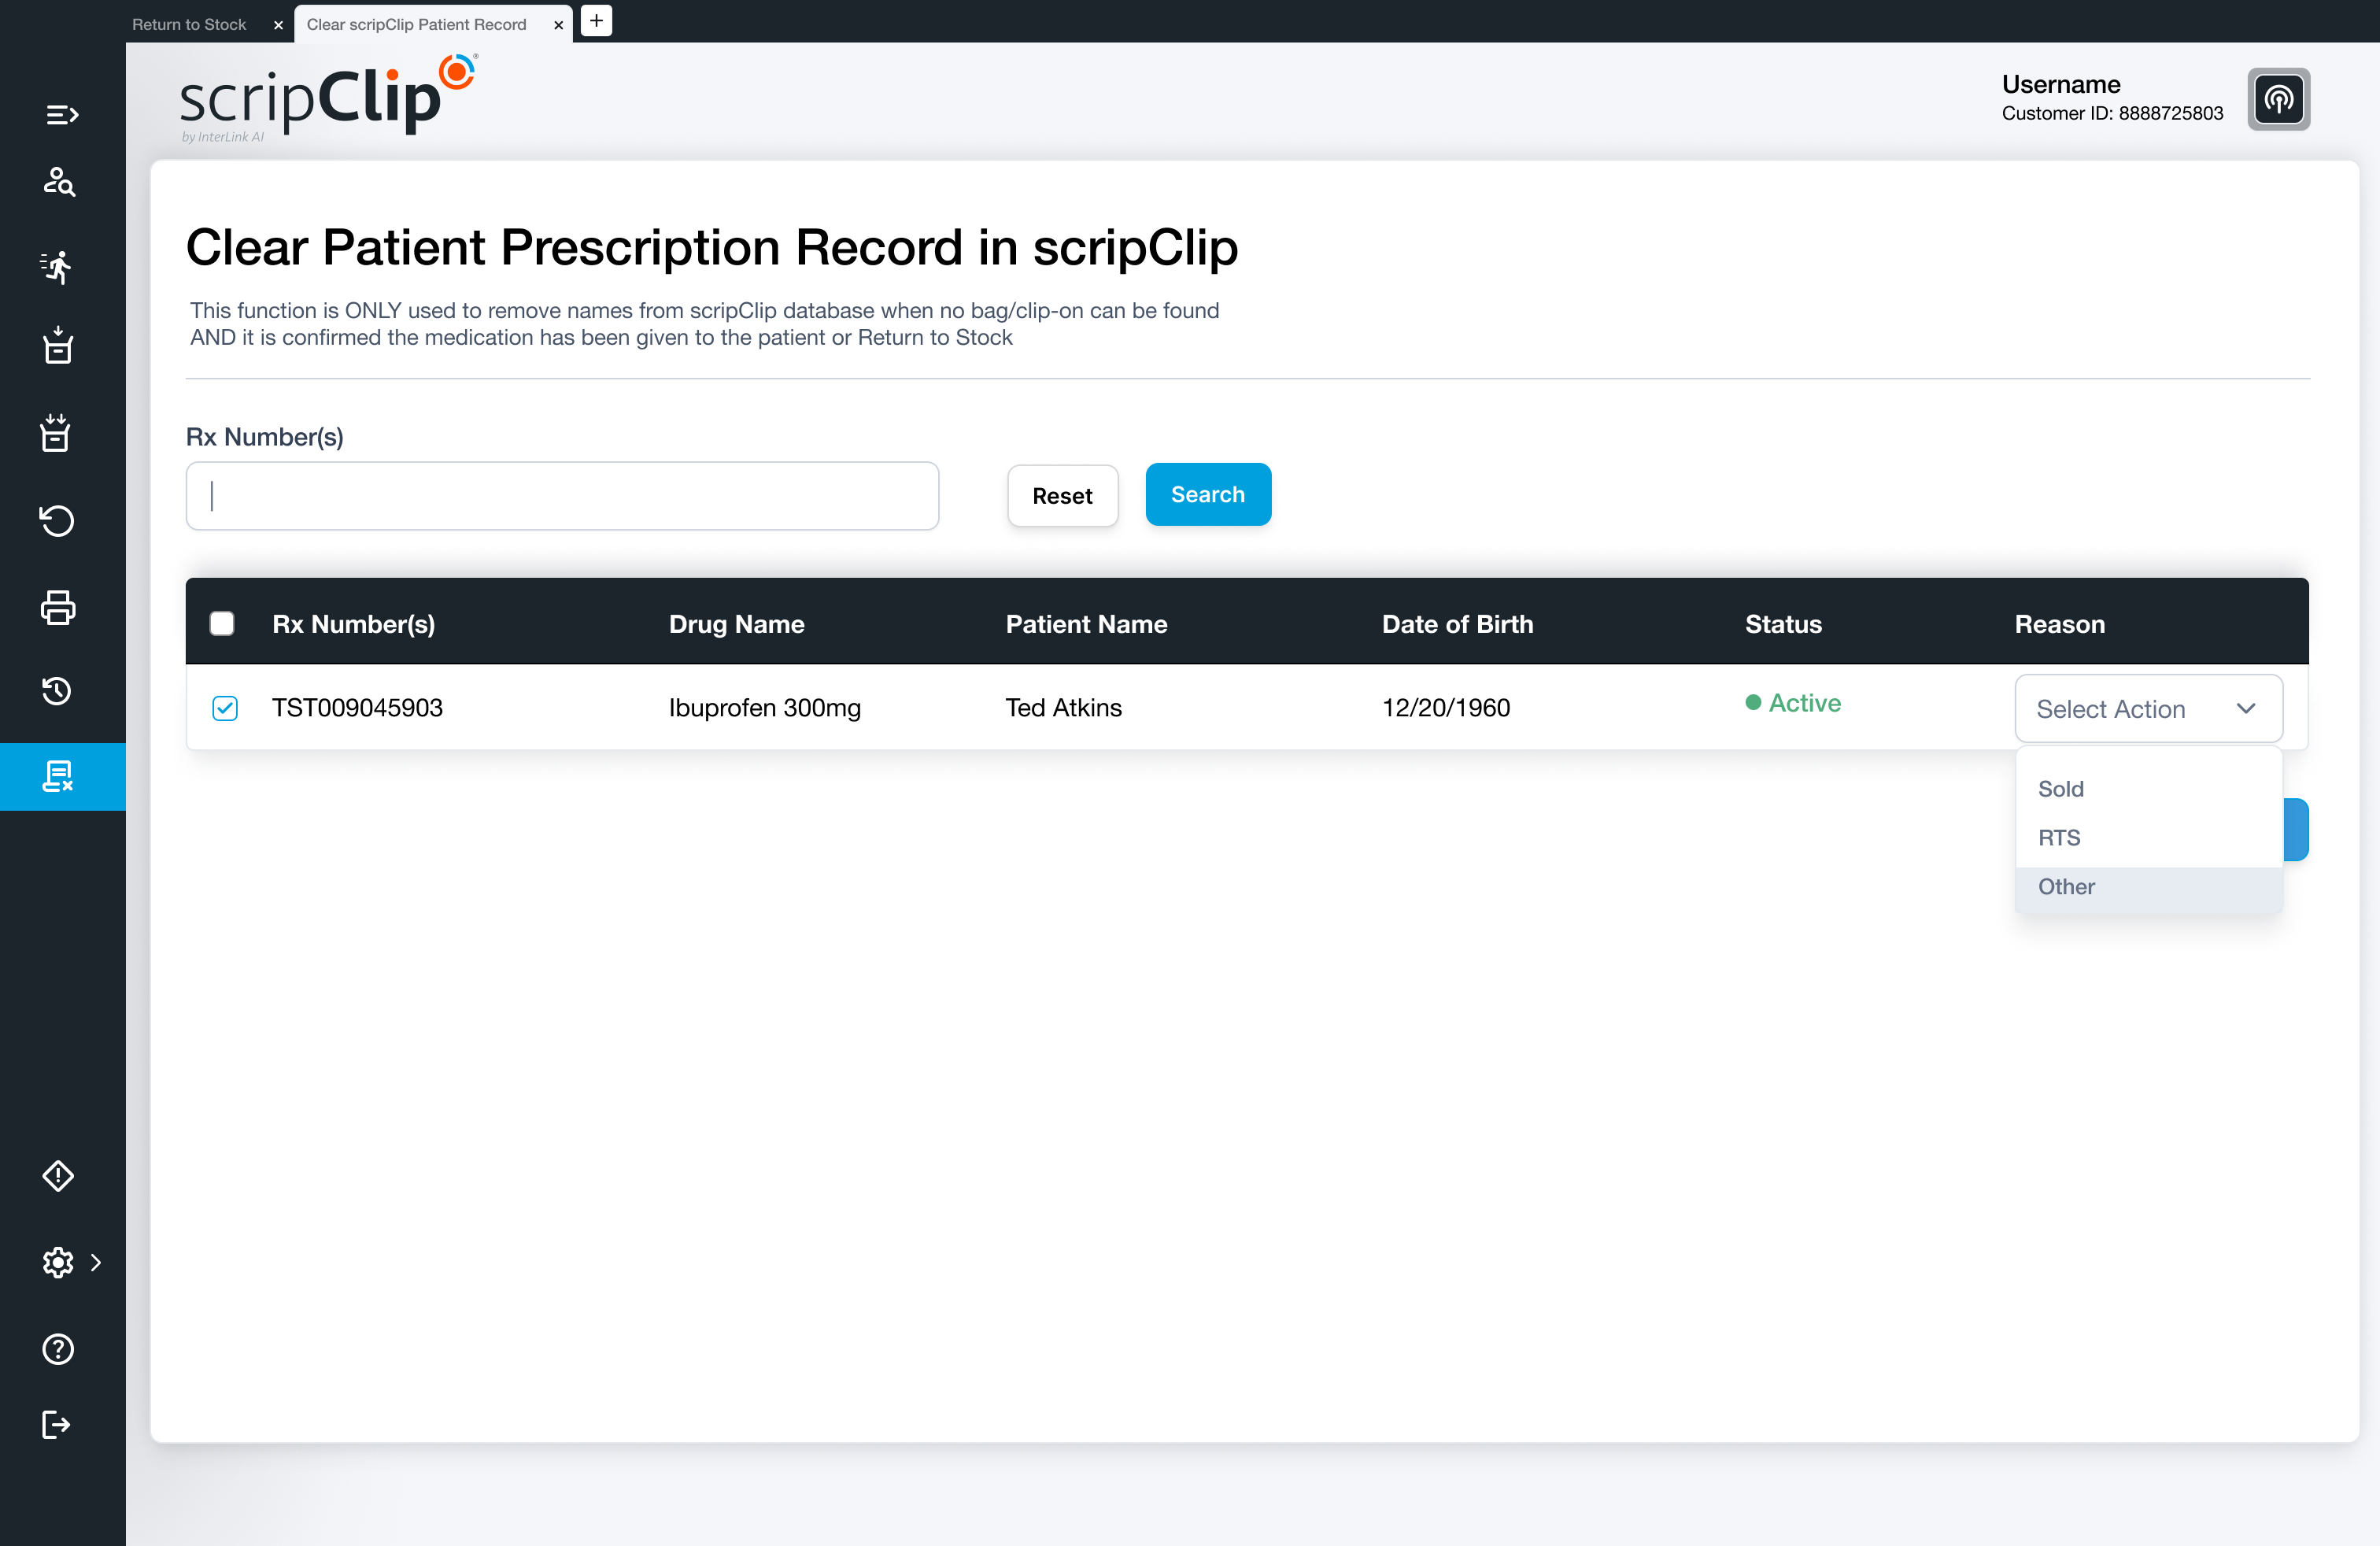 Return to Stock
Clear scripClip Patient Record
scripClip
by InterLink AI
Username
Customer ID: 8888725803
Clear Patient Prescription Record in scripClip
This function is ONLY used to remove names from scripClip database when no bag/clip-on can be found
AND it is confirmed the medication has been given to the patient or Return to Stock
Rx Number(s)
Reset
Search
Rx Number(s) Drug Name Patient Name Date of Birth Status Reason
TST009045903 Ibuprofen 300mg Ted Atkins 12/20/1960 Active Select Action
Sold
RTS
Other